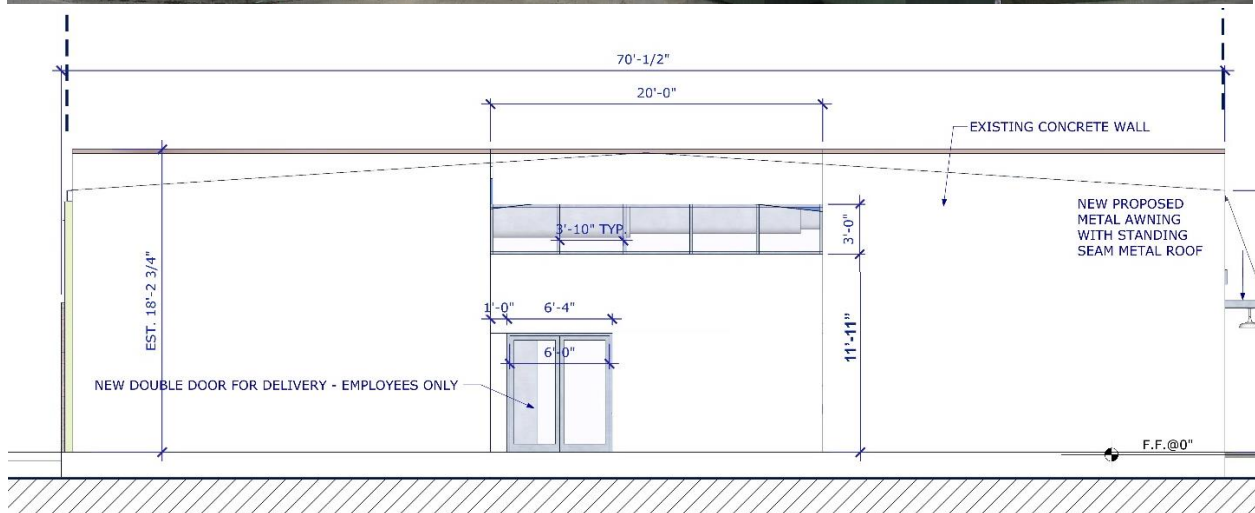 70'-1/2"
20'-0"
EXISTING CONCRETE WALL
NEW PROPOSED
METAL AWNING
WITH STANDING
SEAM METAL ROOF
3'-10" TYP.
3'-0"
EST. 18'-2 3/4"
1'-0"
6'-4"
11'-11"
6'-0"
NEW DOUBLE DOOR FOR DELIVERY - EMPLOYEES ONLY
F.F.@0"